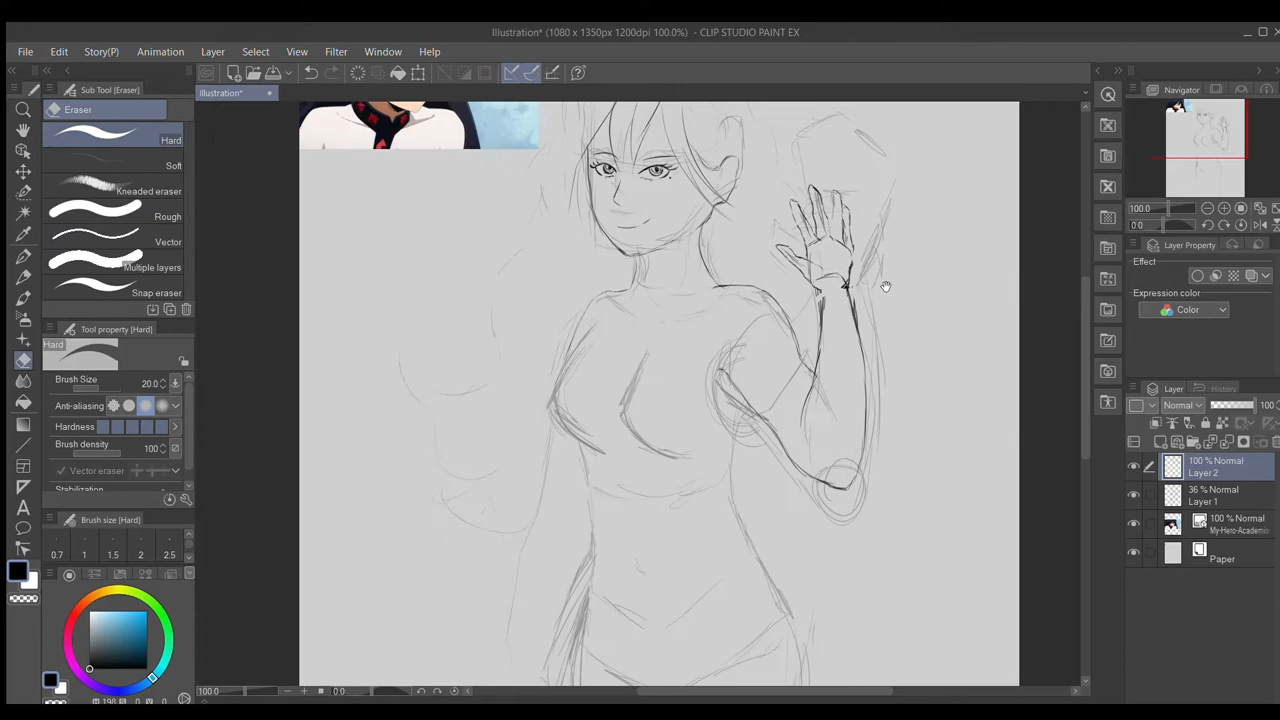 Illustration* (1080 x 1350px 1200dpi 100.0%) - CLIP STUDIO PAINT EX
File Edit Story(P) Animation Layer Select View Filter Window Help
Sub Tool [Eraser]
Illustration*
Navigator
Eraser
Hard
Soft
Kneaded eraser
Rough
Vector
Multiple layers
Snap eraser
100.0
0.0
Layer Property
Effect
Expression color
Color
Tool property [Hard]
Hard
Brush Size 20.0
Anti-aliasing
Hardness
Brush density 100
Vector eraser
Stabilization
Layer
History
Normal
100 % Normal
Layer 2
36 % Normal
Layer 1
100 % Normal
My-Hero-Academia
Paper
Brush size [Hard]
0.7 1 1.5 2 2.5
100.0
0.0